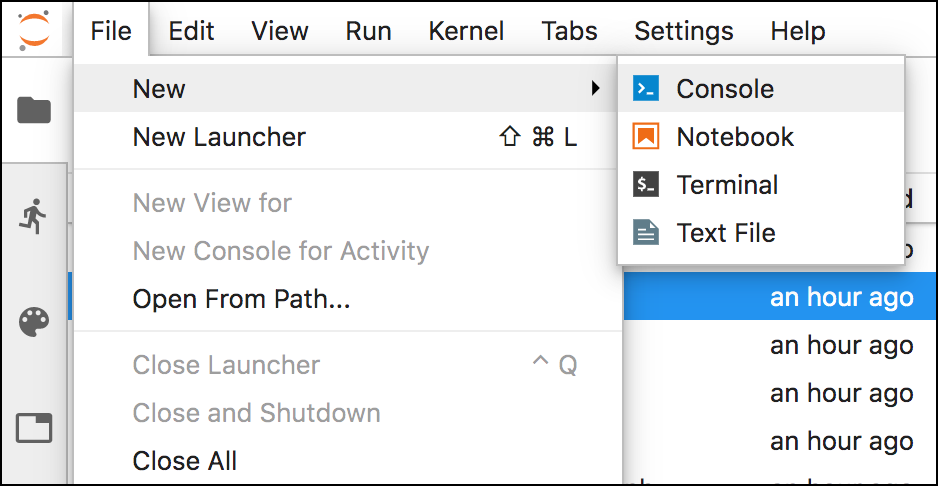 File Edit View Run Kernel Tabs Settings Help
New
New Launcher ⇧ ⌘ L
New View for
New Console for Activity
Open From Path...
Close Launcher ^ Q
Close and Shutdown
Close All
Console
Notebook
Terminal
Text File
an hour ago
an hour ago
an hour ago
an hour ago